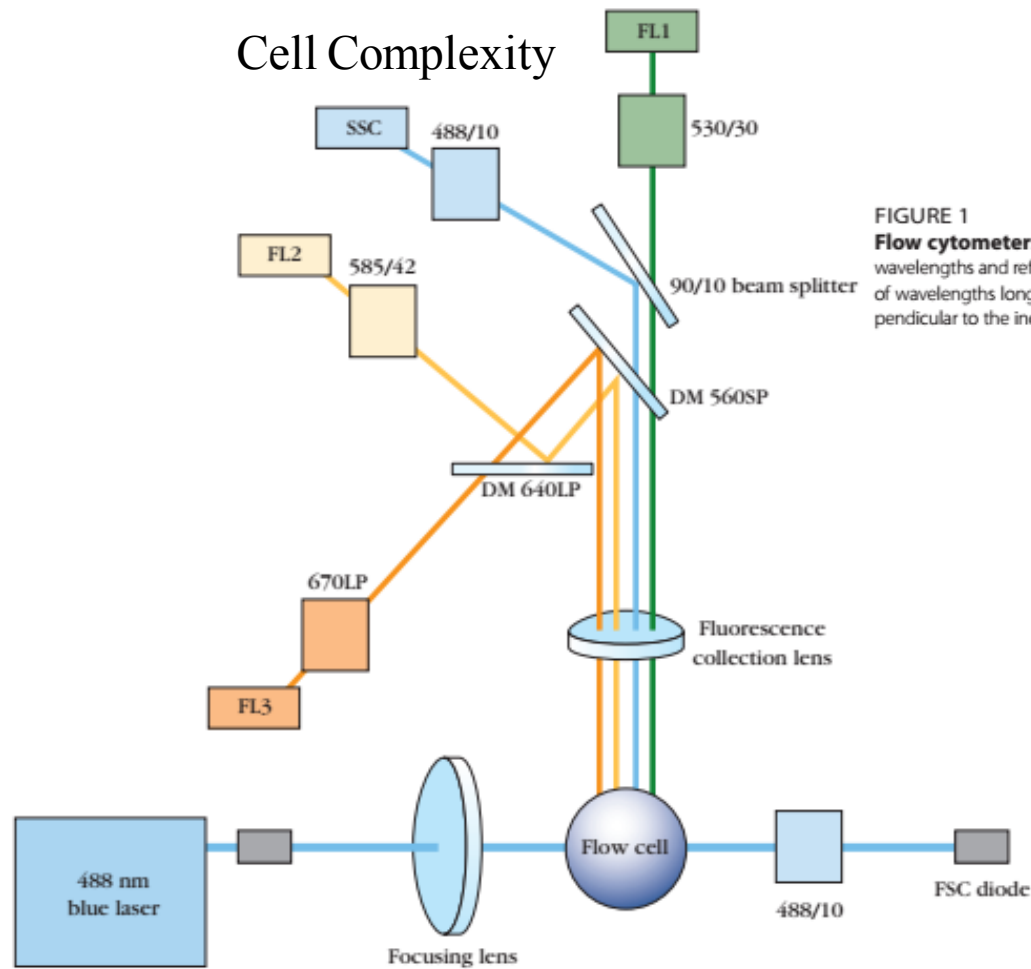 Cell Complexity
FL1
SSC
488/10
530/30
FL2
585/42
90/10 beam splitter
FIGURE 1
Flow cytometer
wavelengths and ref
of wavelengths long
pendicular to the in
DM 560SP
DM 640LP
670LP
Fluorescence
collection lens
FL3
488 nm
blue laser
Flow cell
FSC diode
488/10
Focusing lens